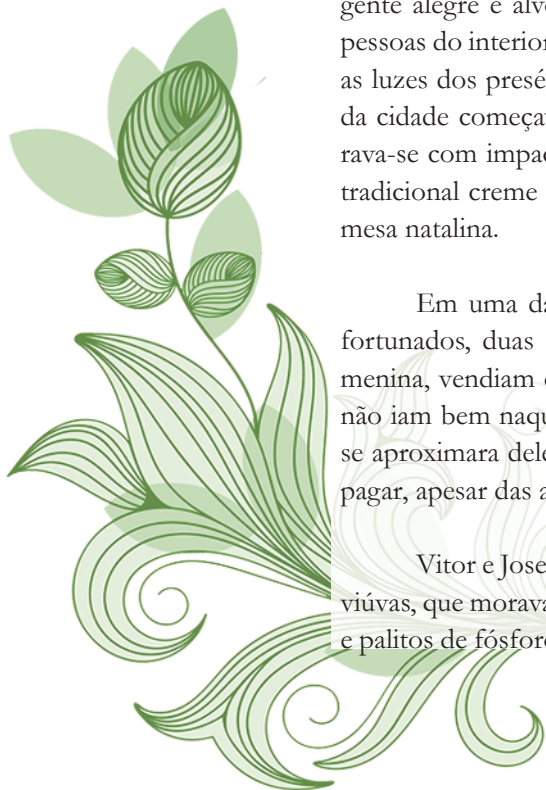 gente alegre e alvo
pessoas do interior
as luzes dos presé
da cidade começav
rava-se com impac
tradicional creme
mesa natalina.
Em uma da
fortunados, duas
menina, vendiam
não iam bem naqu
se aproximara dele
pagar, apesar das a
Vitor e Jose
viúvas, que morava
e palitos de fósforo